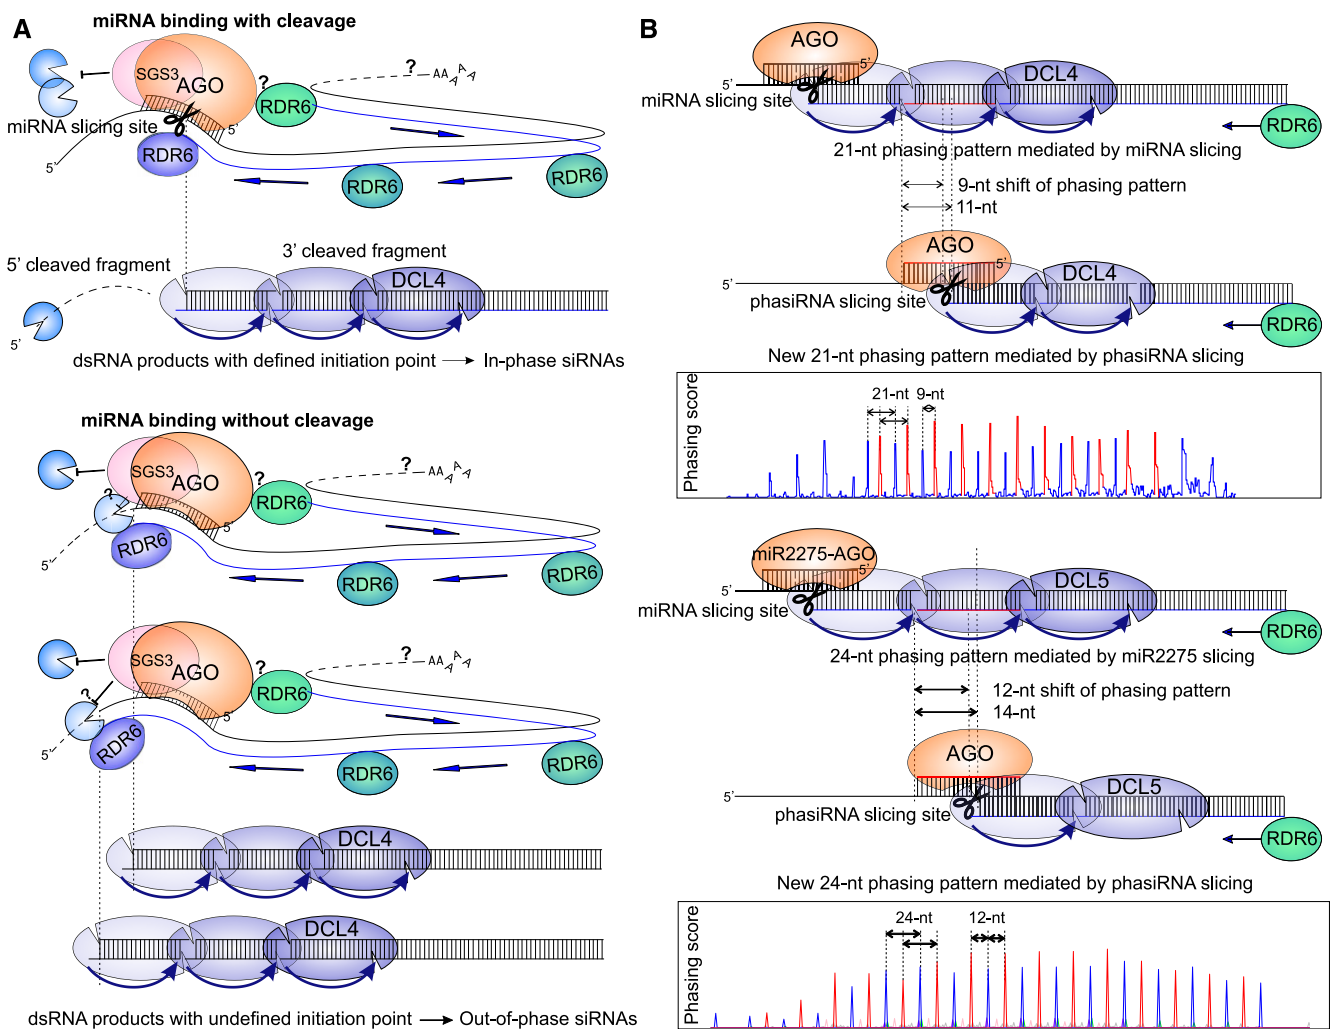 A
miRNA binding with cleavage
SGS3
AGO
?
RDR6
?
AAAAA
miRNA slicing site
5'
RDR6
5'
RDR6
RDR6
5' cleaved fragment
3' cleaved fragment
DCL4
5'
dsRNA products with defined initiation point
In-phase siRNAs
miRNA binding without cleavage
SGS3
AGO
?
RDR6
?
AAAAA
?
5'
RDR6
5'
RDR6
RDR6
SGS3
AGO
?
RDR6
?
AAAAA
?
5'
RDR6
5'
RDR6
RDR6
DCL4
DCL4
dsRNA products with undefined initiation point
Out-of-phase siRNAs
B
AGO
5'
5'
DCL4
miRNA slicing site
RDR6
21-nt phasing pattern mediated by miRNA slicing
9-nt shift of phasing pattern
11-nt
AGO
5'
DCL4
5'
phasiRNA slicing site
RDR6
New 21-nt phasing pattern mediated by phasiRNA slicing
Phasing score
21-nt
9-nt
miR2275-AGO
5'
5'
DCL5
miRNA slicing site
RDR6
24-nt phasing pattern mediated by miR2275 slicing
12-nt shift of phasing pattern
14-nt
AGO
5'
DCL5
phasiRNA slicing site
RDR6
New 24-nt phasing pattern mediated by phasiRNA slicing
Phasing score
24-nt
12-nt